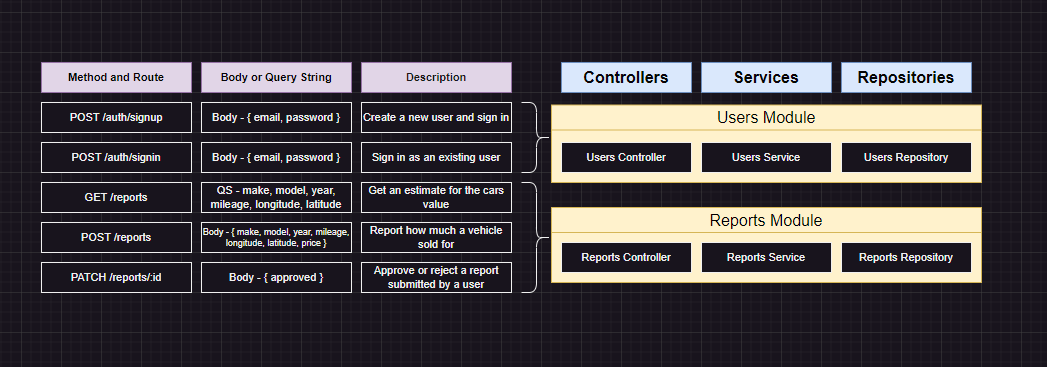 Method and Route
Body or Query String
Description
Controllers
Services
Repositories
POST /auth/signup
Body - { email, password }
Create a new user and sign in
Users Module
POST /auth/signin
Body - { email, password }
Sign in as an existing user
Users Controller
Users Service
Users Repository
GET /reports
QS - make, model, year,
mileage, longitude, latitude
Get an estimate for the cars
value
Reports Module
POST /reports
Body - { make, model, year, mileage,
longitude, latitude, price }
Report how much a vehicle
sold for
Reports Controller
Reports Service
Reports Repository
PATCH /reports/:id
Body - { approved }
Approve or reject a report
submitted by a user